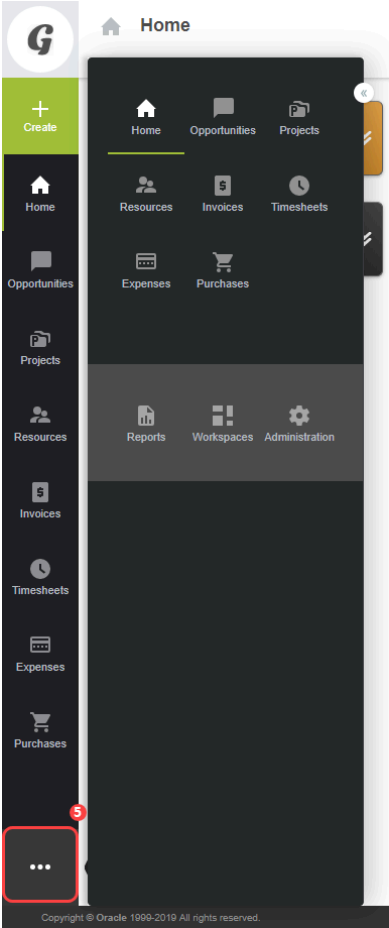 G
Home
Create
Home
Opportunities
Projects
Resources
Invoices
Timesheets
Expenses
Purchases
5
Home
Opportunities
Projects
Resources
Invoices
Timesheets
Expenses
Purchases
Reports
Workspaces
Administration
Copyright © Oracle 1999-2019 All rights reserved.